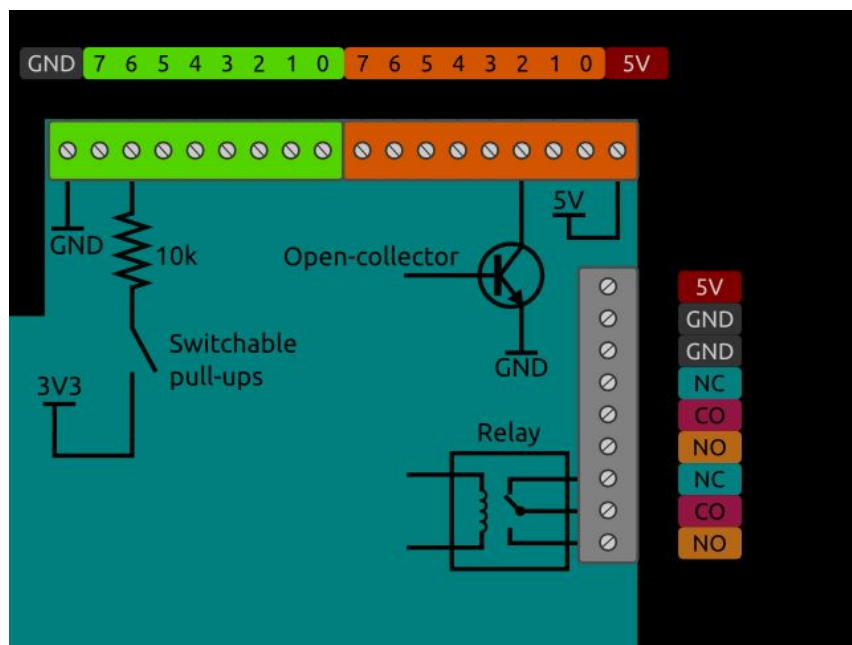 GND 7 6 5 4 3 2 1 0 7 6 5 4 3 2 1 0 5V
5V
GND
10k
Open-collector
5V
GND
GND
Switchable
pull-ups
GND
3V3
NC
CO
Relay
NO
NC
CO
NO